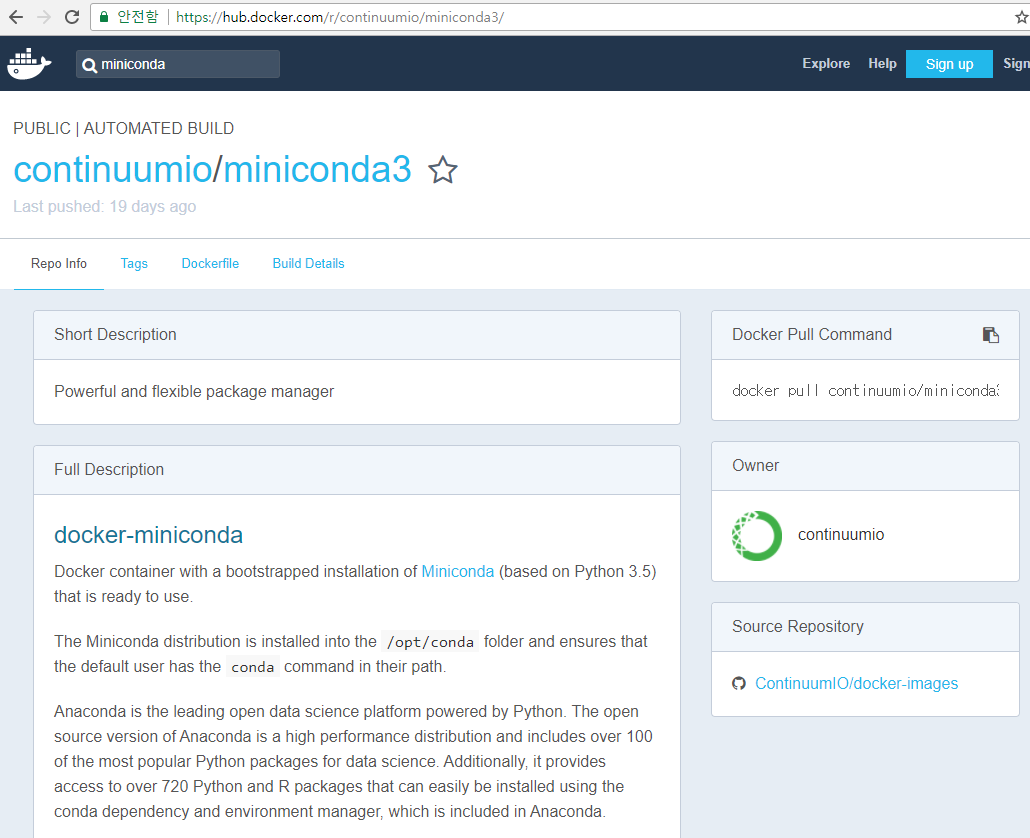 안전함 https://hub.docker.com/r/continuumio/miniconda3/
miniconda
Explore Help Sign up Sign
PUBLIC | AUTOMATED BUILD
continuumio/miniconda3
Last pushed: 19 days ago
Repo Info Tags Dockerfile Build Details
Short Description
Powerful and flexible package manager
Full Description
docker-miniconda
Docker container with a bootstrapped installation of Miniconda (based on Python 3.5)
that is ready to use.
The Miniconda distribution is installed into the /opt/conda folder and ensures that
the default user has the conda command in their path.
Anaconda is the leading open data science platform powered by Python. The open
source version of Anaconda is a high performance distribution and includes over 100
of the most popular Python packages for data science. Additionally, it provides
access to over 720 Python and R packages that can easily be installed using the
conda dependency and environment manager, which is included in Anaconda.
Docker Pull Command
docker pull continuumio/miniconda3
Owner
continuumio
Source Repository
ContinuumIO/docker-images